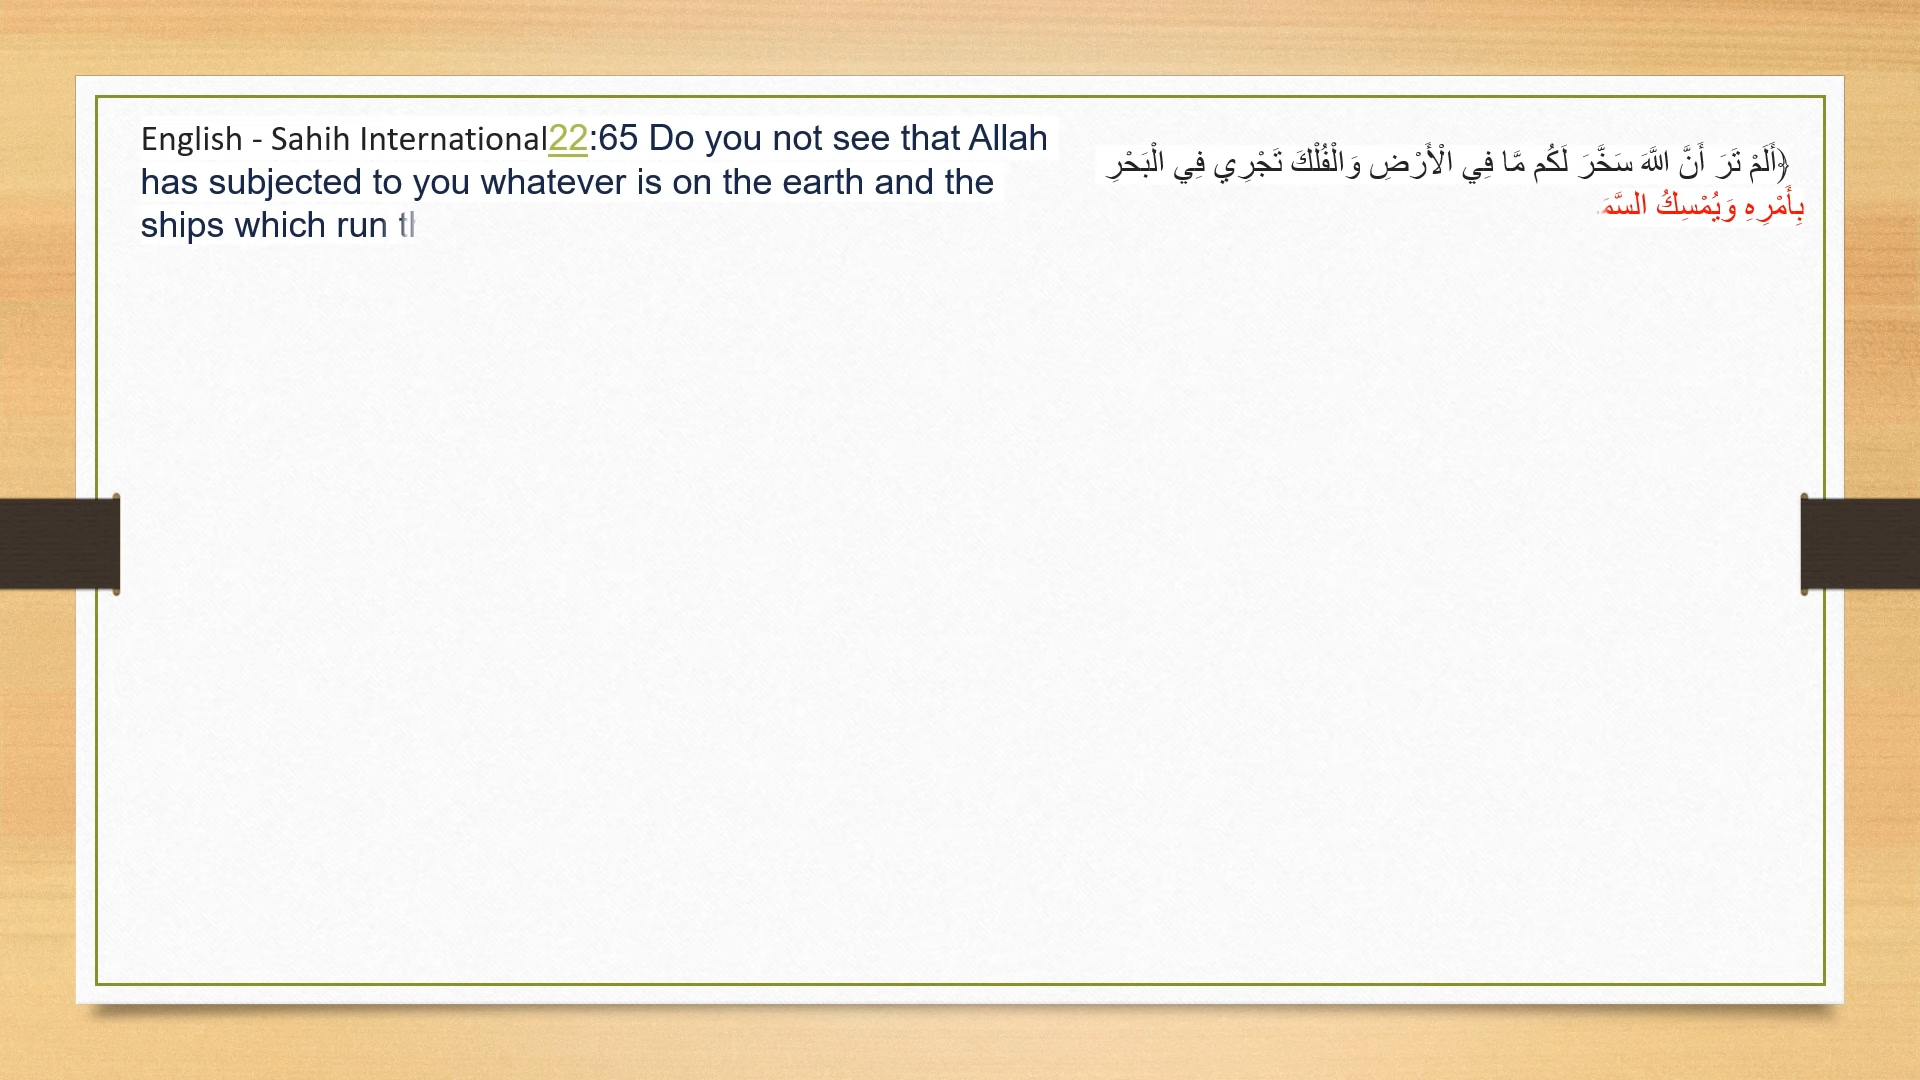 English - Sahih International22:65 Do you not see that Allah
has subjected to you whatever is on the earth and the
ships which run
﴿أَلَمْ تَرَ أَنَّ اللَّهَ سَخَّرَ لَكُم مَّا فِي الْأَرْضِ وَالْفُلْكَ تَجْرِي فِي الْبَحْرِ
بِأَمْرِهِ وَيُمْسِكُ